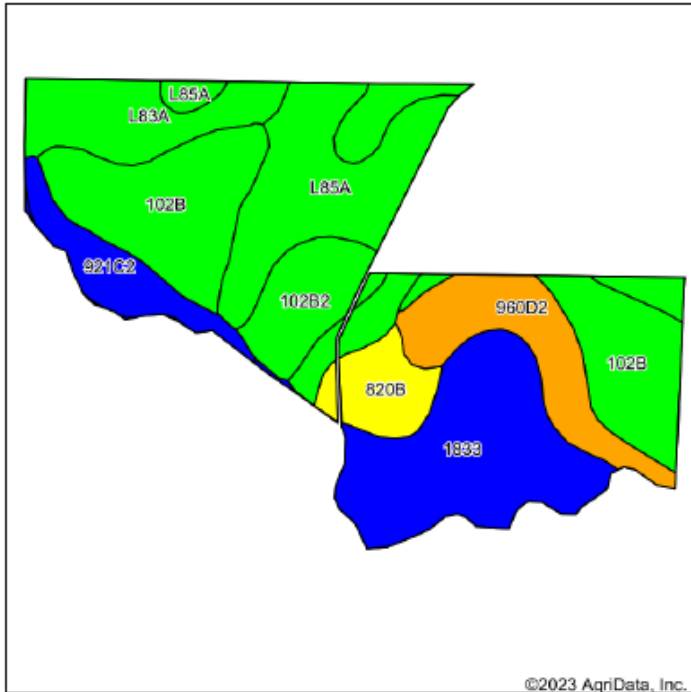 L85A
L83A
L85A
102B
921C2
102B2
960D2
102B
820B
1833
©2023 AgriData, Inc.